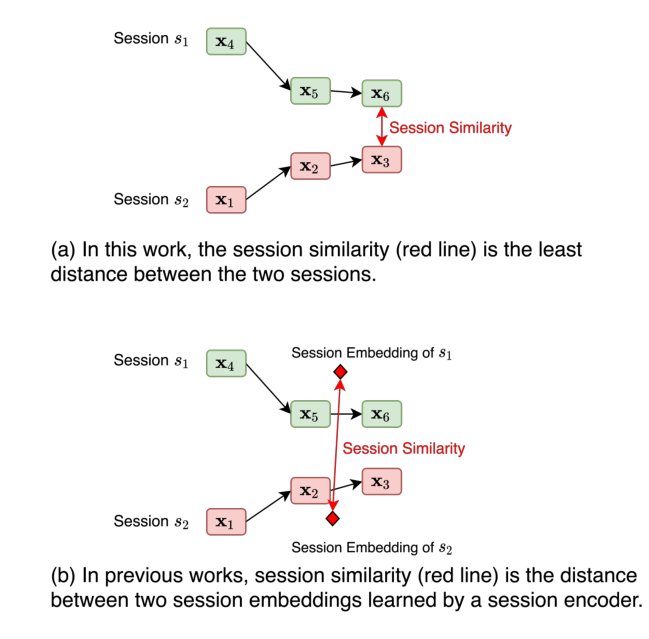 Session s₁
x₄
x₅
x₆
Session Similarity
x₂
x₃
Session s₂
x₁
(a) In this work, the session similarity (red line) is the least
distance between the two sessions.
Session Embedding of s₁
Session s₁
x₄
x₅
x₆
Session Similarity
x₂
x₃
Session s₂
x₁
Session Embedding of s₂
(b) In previous works, session similarity (red line) is the distance
between two session embeddings learned by a session encoder.